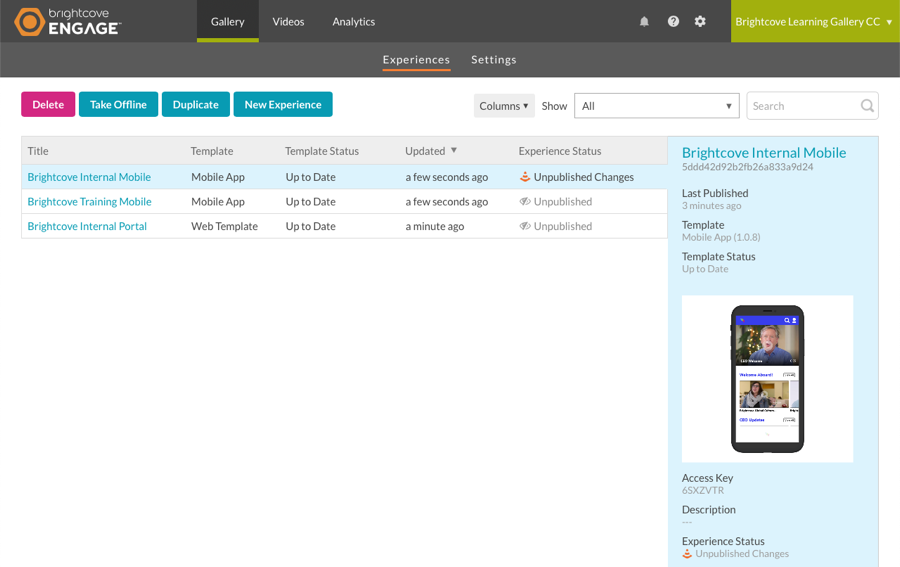 brightcove
ENGAGE™
Gallery Videos Analytics
Brightcove Learning Gallery CC
Experiences Settings
Delete Take Offline Duplicate New Experience
Columns Show All Search
Title Template Template Status Updated Experience Status
Brightcove Internal Mobile Mobile App Up to Date a few seconds ago Unpublished Changes
Brightcove Training Mobile Mobile App Up to Date a few seconds ago Unpublished
Brightcove Internal Portal Web Template Up to Date a minute ago Unpublished
Brightcove Internal Mobile
5ddd42d92b2fb26a833a9d24
Last Published
3 minutes ago
Template
Mobile App (1.0.8)
Template Status
Up to Date
Welcome Aboard!
CEO Updates
Access Key
6SXZVTR
Description
---
Experience Status
Unpublished Changes